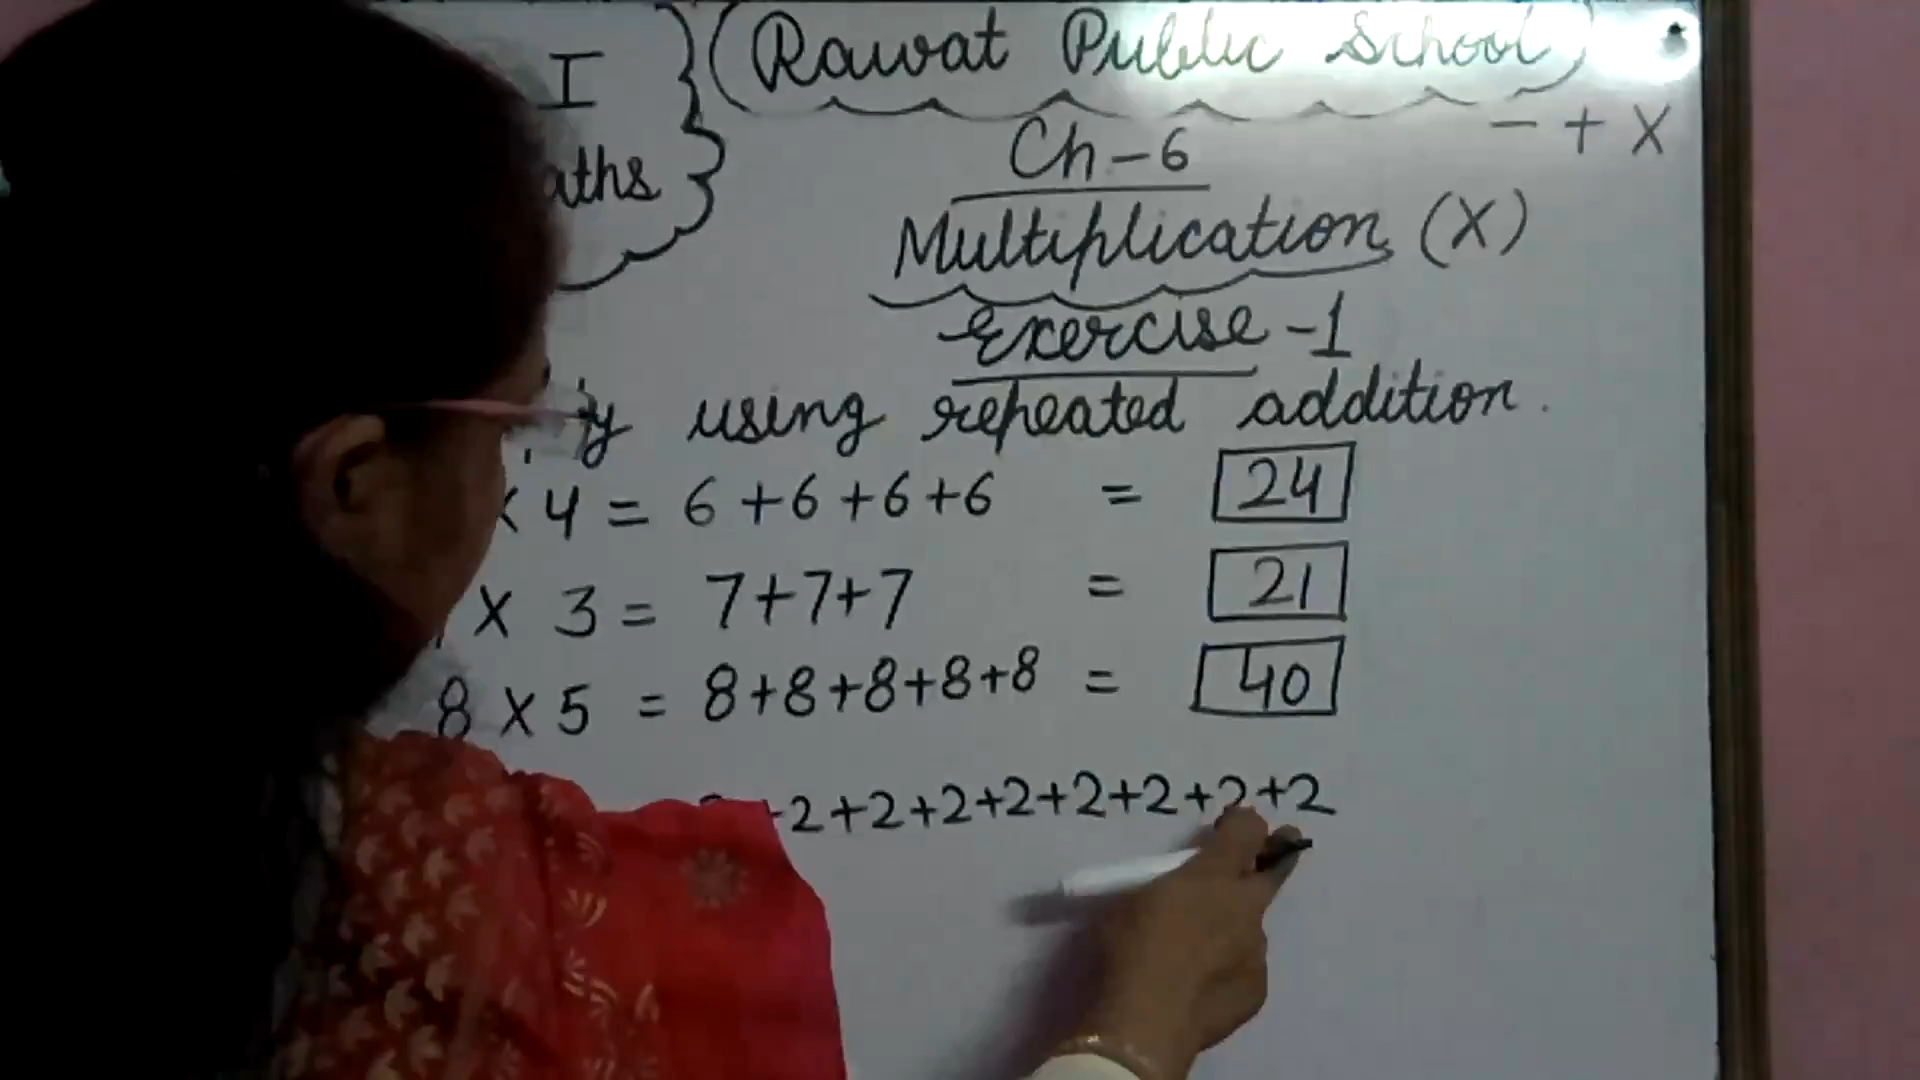 I (Rawat Public School)
- + X
aths
Ch-6
Multiplication (X)
Exercise-1
y using repeated addition.
x 4 = 6+6+6+6 = 24
X 3 = 7+7+7 = 21
8 X 5 = 8+8+8+8+8 = 40
+2+2+2+2+2+2+2+2